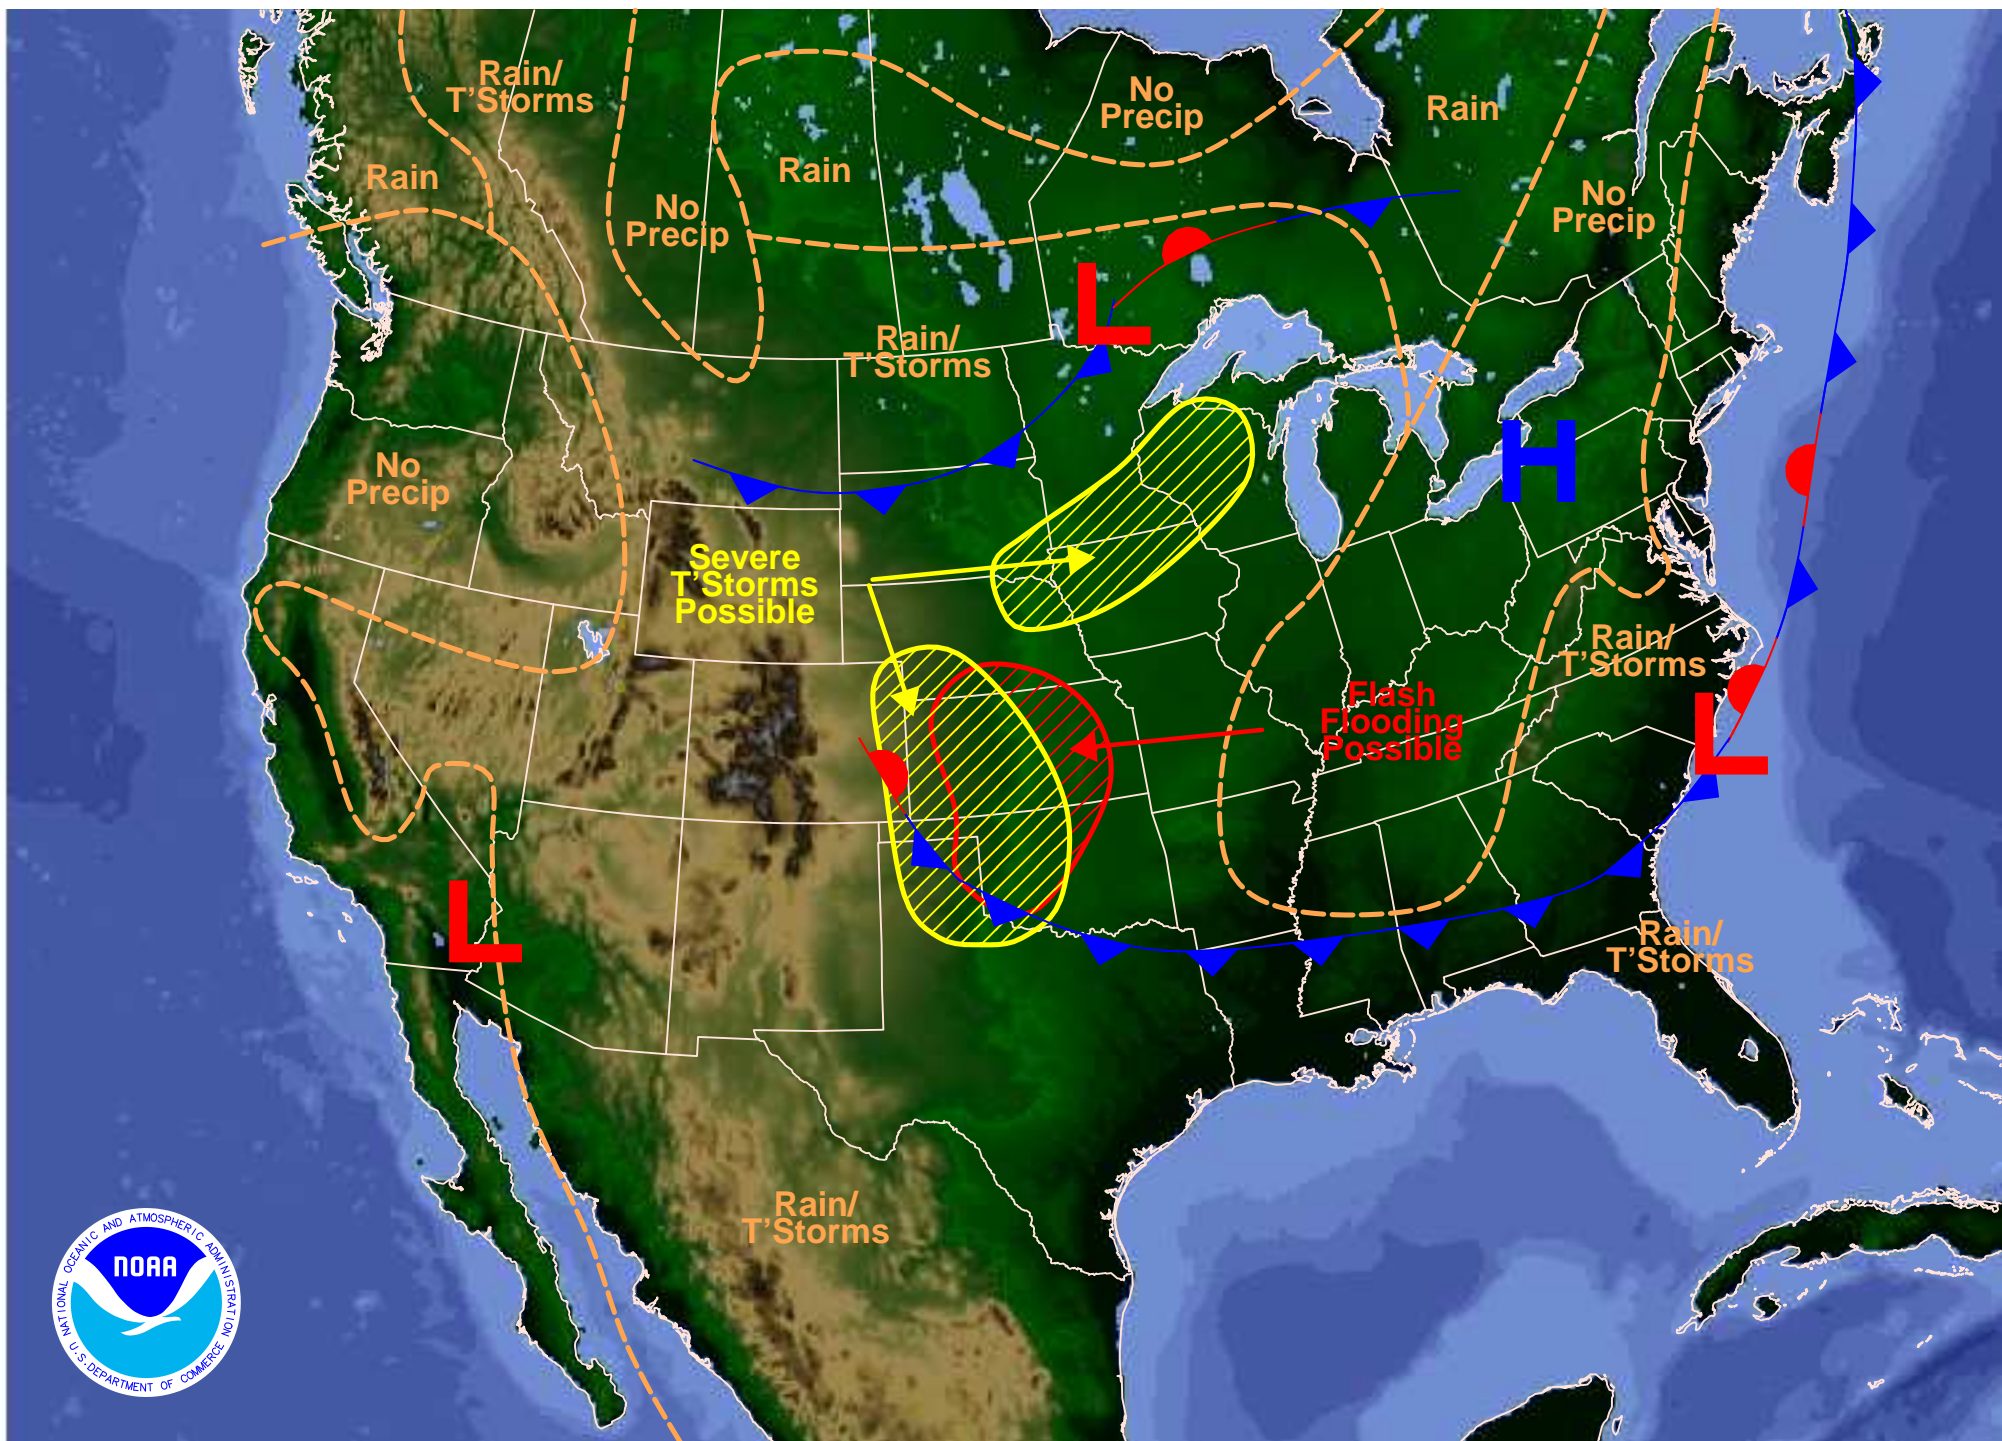 Rain/
T'Storms
No
Precip
Rain
Rain
Rain
No
Precip
No
Precip
Rain/
T'Storms
L
No
Precip
H
Severe
T'Storms
Possible
Rain/
T'Storms
Flash
Flooding
Possible
L
L
Rain/
T'Storms
Rain/
T'Storms
NATIONAL OCEANIC AND ATMOSPHERIC ADMINISTRATION
NOAA
U.S. DEPARTMENT OF COMMERCE